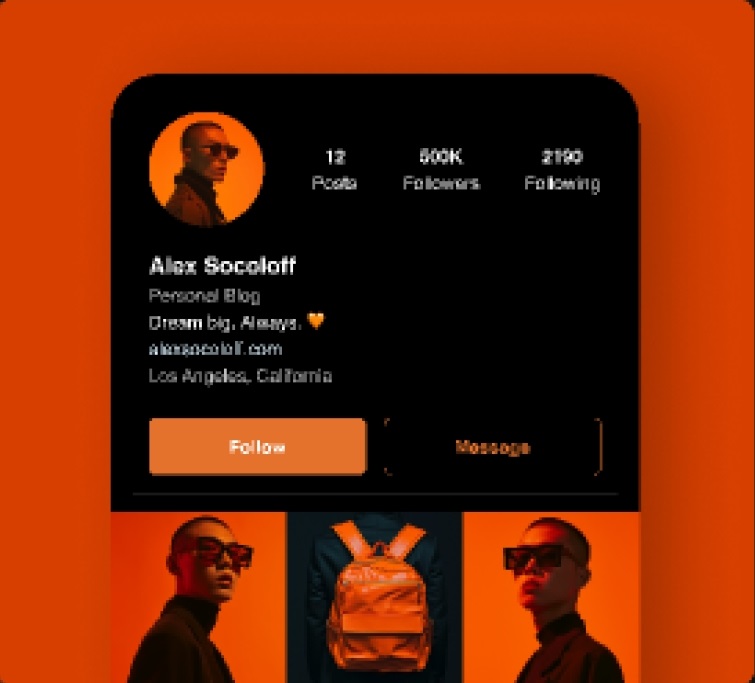 12 500K 2190
Posts Followers Following
Alex Socoloff
Personal Blog
Dream big. Always. 🧡
alexsocoloff.com
Los Angeles, California
Follow Message